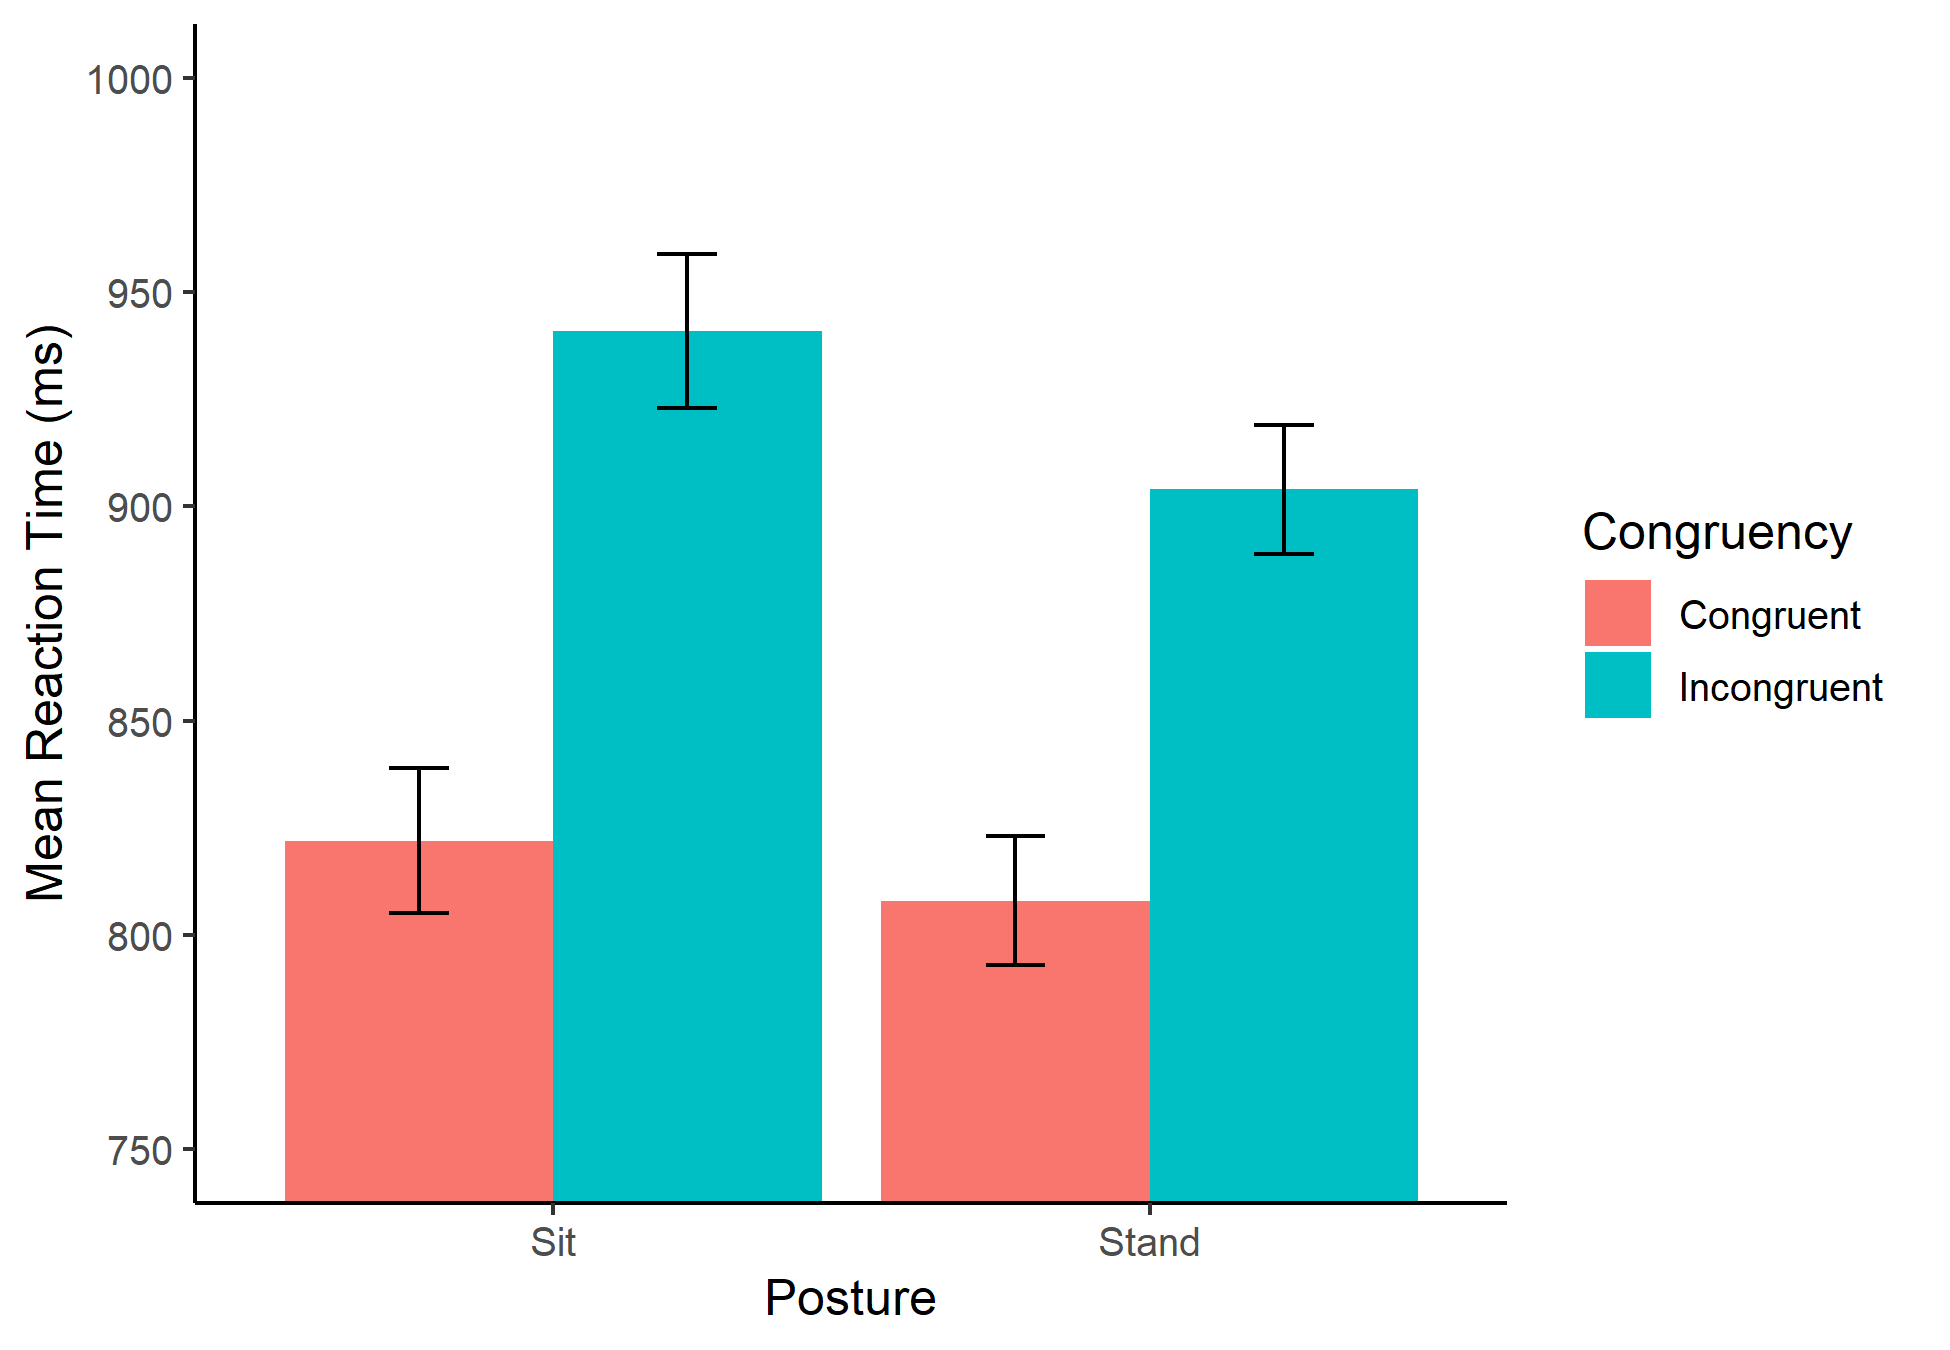 Mean Reaction Time (ms)
1000
950
900
850
800
750
Sit
Stand
Posture
Congruency
Congruent
Incongruent